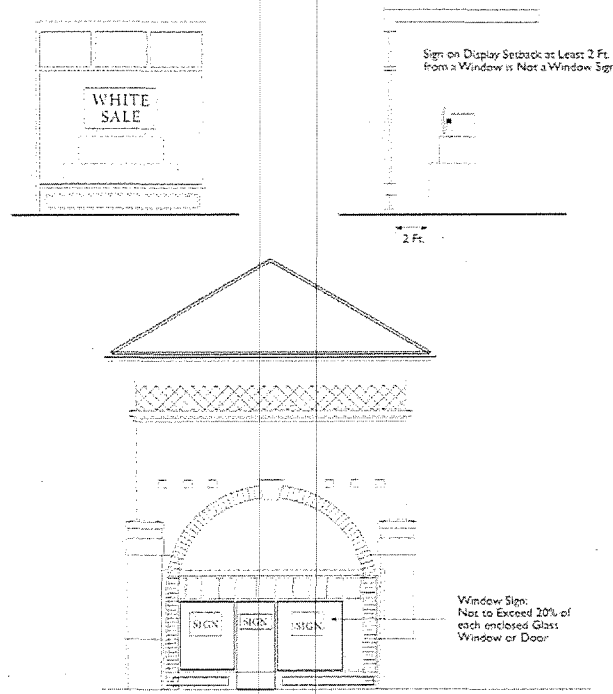 Sign on Display Setback at Least 2 Ft.
from a Window is Not a Window Sign
WHITE
SALE
2 Ft.
Window Sign:
Not to Exceed 20% of
each enclosed Glass
Window or Door
SIGN SIGN SIGN